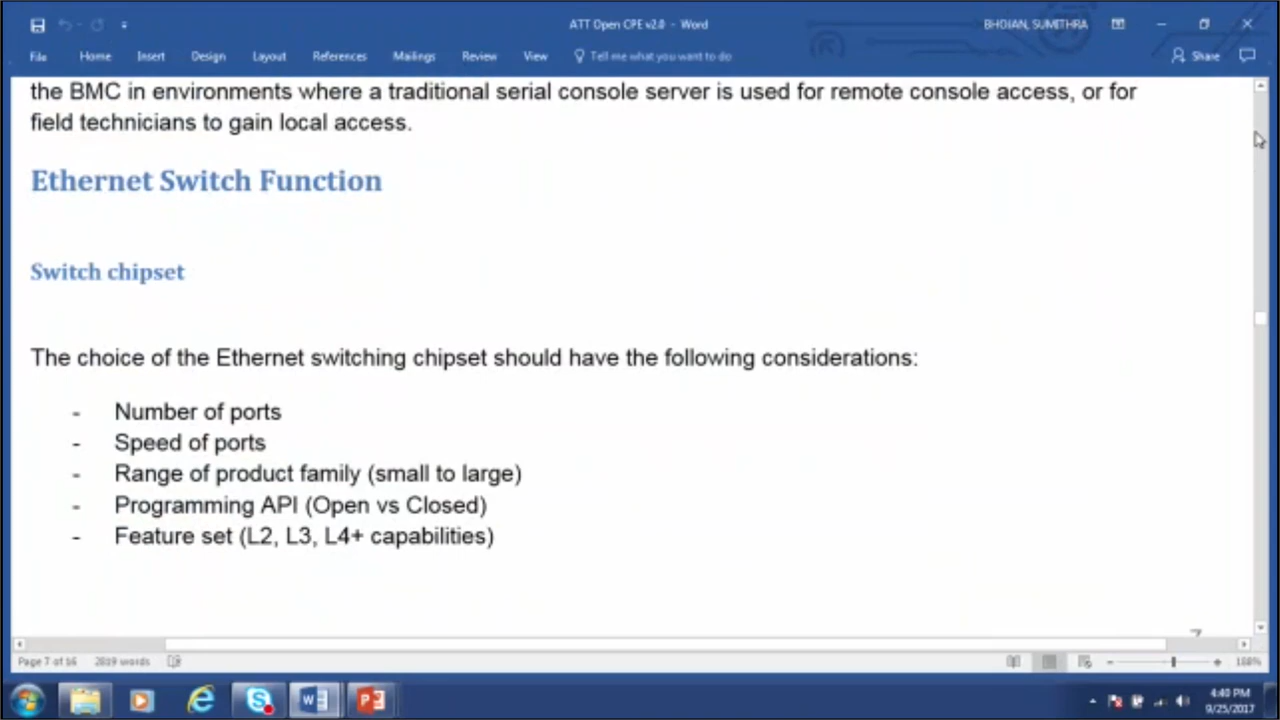 ATT Open CPE v2.0 - Word
BHOJAN, SUMITHRA
File Home Insert Design Layout References Mailings Review View Tell me what you want to do Share
the BMC in environments where a traditional serial console server is used for remote console access, or for
field technicians to gain local access.
Ethernet Switch Function
Switch chipset
The choice of the Ethernet switching chipset should have the following considerations:
- Number of ports
- Speed of ports
- Range of product family (small to large)
- Programming API (Open vs Closed)
- Feature set (L2, L3, L4+ capabilities)
Page 7 of 16 2819 words 188%
4:40 PM
9/25/2017